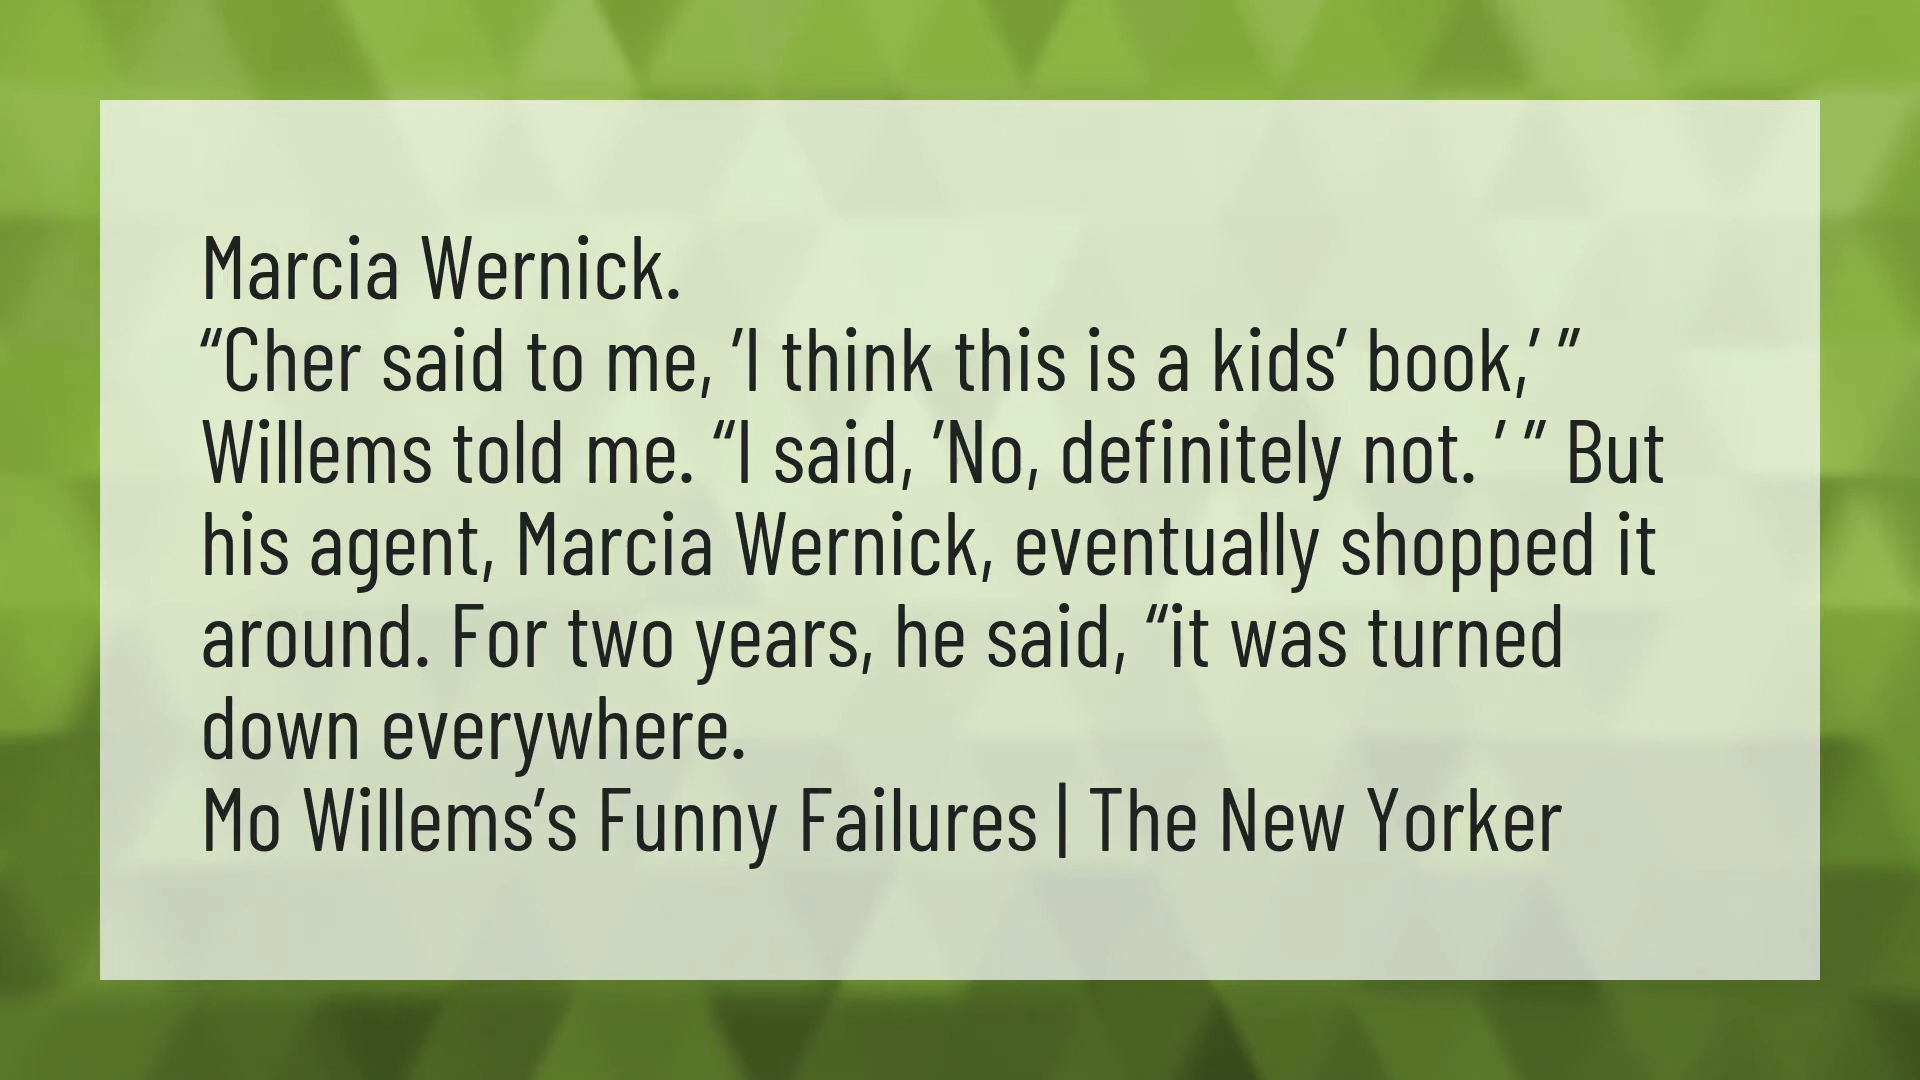 Marcia Wernick.
“Cher said to me, ’I think this is a kids’ book,’ ”
Willems told me. “I said, ’No, definitely not. ’ ” But
his agent, Marcia Wernick, eventually shopped it
around. For two years, he said, “it was turned
down everywhere.
Mo Willems’s Funny Failures | The New Yorker